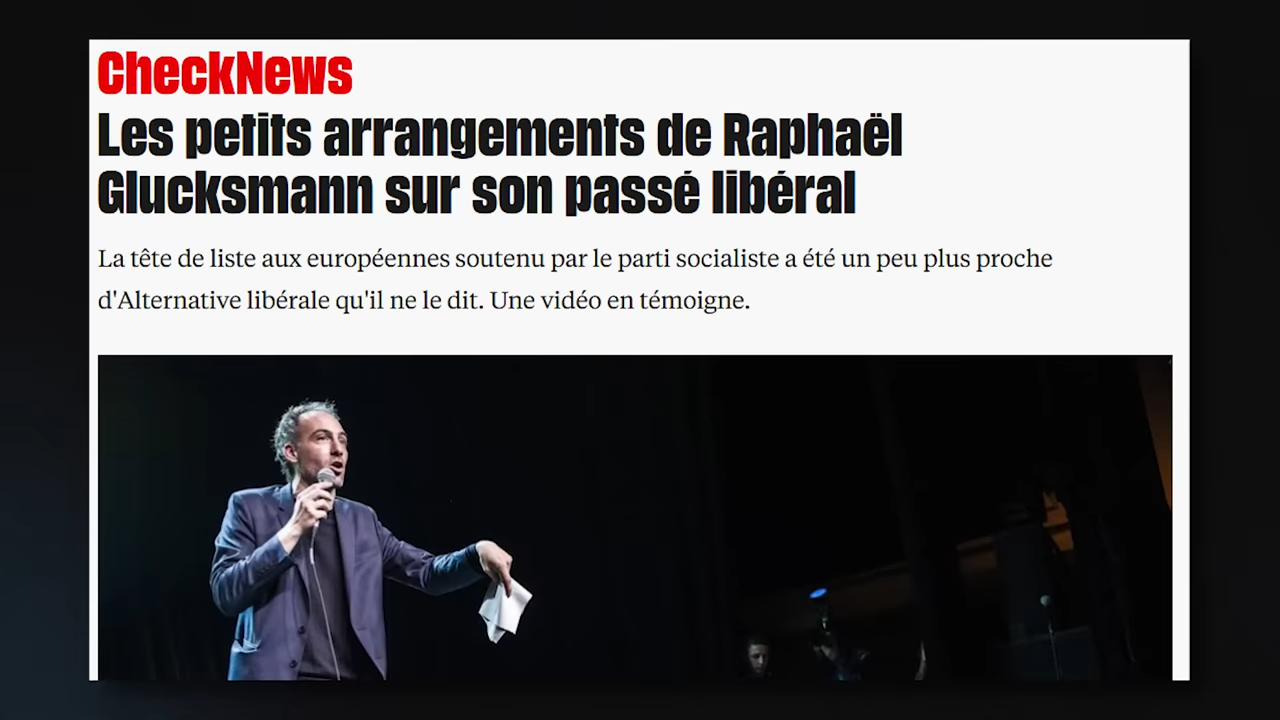 CheckNews
Les petits arrangements de Raphaël
Glucksmann sur son passé libéral
La tête de liste aux européennes soutenu par le parti socialiste a été un peu plus proche
d'Alternative libérale qu'il ne le dit. Une vidéo en témoigne.